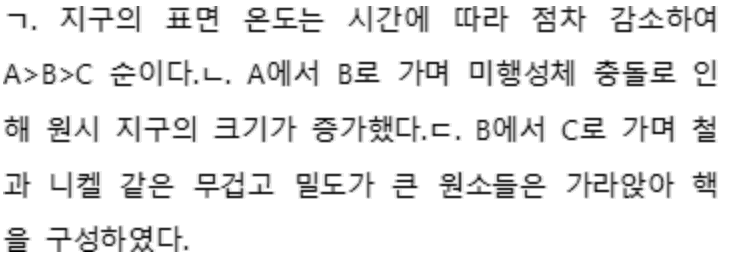 ㄱ. 지구의 표면 온도는 시간에 따라 점차 감소하여
A>B>C 순이다.ㄴ. A에서 B로 가며 미행성체 충돌로 인
해 원시 지구의 크기가 증가했다.ㄷ. B에서 C로 가며 철
과 니켈 같은 무겁고 밀도가 큰 원소들은 가라앉아 핵
을 구성하였다.